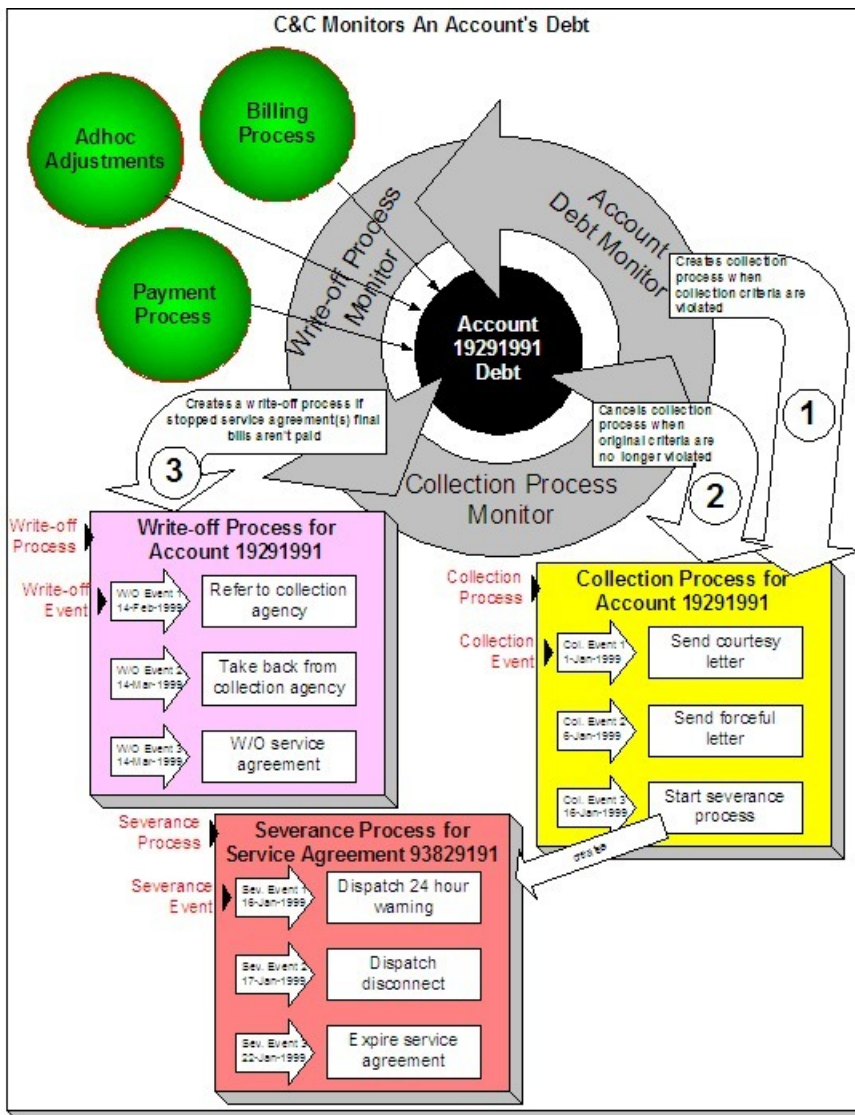 C&C Monitors An Account's Debt
Billing
Process
Adhoc
Adjustments
Payment
Process
Write-off Process
Monitor
Account
Debt Monitor
Collection Process
Monitor
Account
19291991
Debt
Creates collection
process when
collection criteria are
violated
1
Cancels collection
process when
original criteria are
no longer violated
2
Creates a write-off process if
stopped service agreement(s) final
bills aren't paid
3
Write-off
Process
Write-off Process for
Account 19291991
Write-off
Event
W/O Event 1
14-Feb-1999
Refer to collection
agency
W/O Event 2
14-Mar-1999
Take back from
collection agency
W/O Event 3
14-Mar-1999
W/O service
agreement
Collection
Process
Collection Process for
Account 19291991
Collection
Event
Col. Event 1
1-Jan-1999
Send courtesy
letter
Col. Event 2
6-Jan-1999
Send forceful
letter
Col. Event 3
16-Jan-1999
Start severance
process
Severance
Process
Severance Process for
Service Agreement 93829191
Severance
Event
Sev. Event 1
16-Jan-1999
Dispatch 24 hour
warning
Sev. Event 2
17-Jan-1999
Dispatch
disconnect
Sev. Event 3
22-Jan-1999
Expire service
agreement